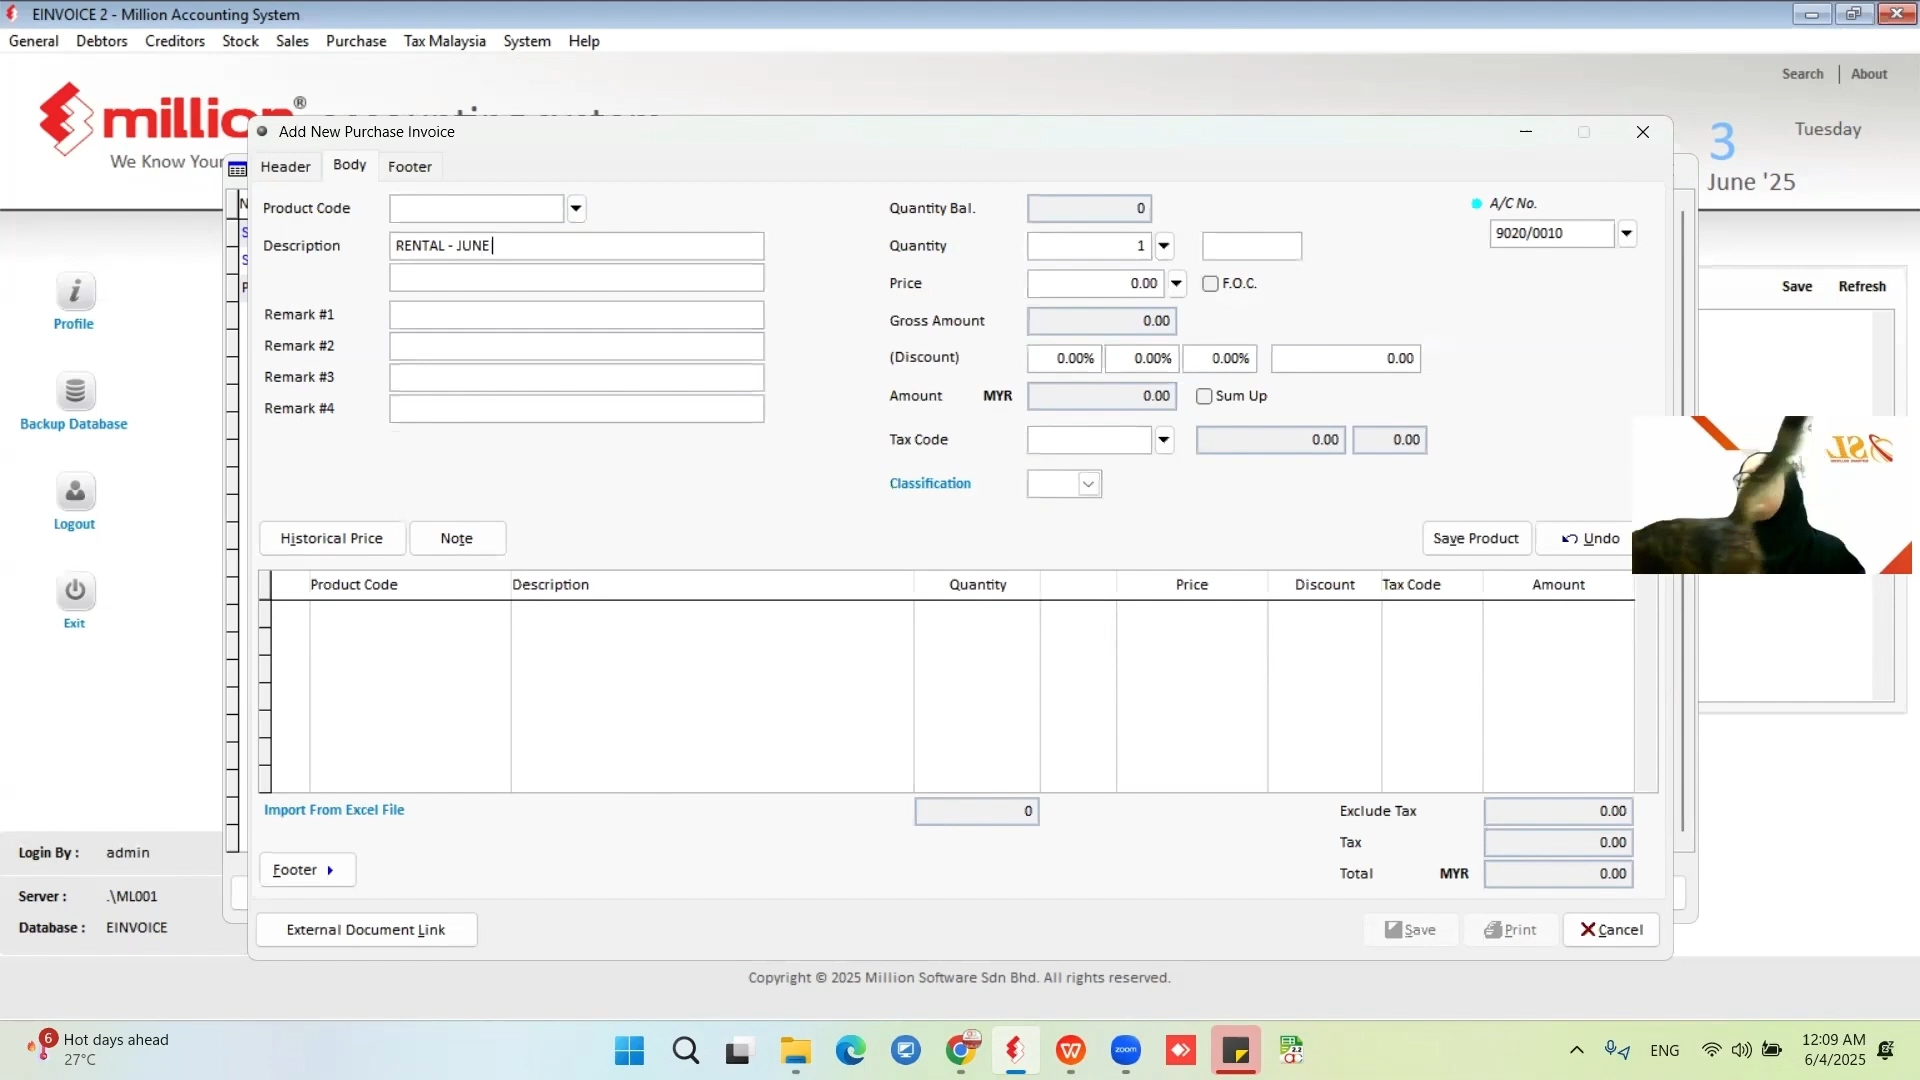 EINVOICE 2 - Million Accounting System
General Debtors Creditors Stock Sales Purchase Tax Malaysia System Help
Search About
million®
We Know Your
3 Tuesday
June '25
Add New Purchase Invoice
Header Body Footer
Product Code
Description RENTAL - JUNE
Remark #1
Remark #2
Remark #3
Remark #4
Quantity Bal. 0
Quantity 1
Price 0.00 F.O.C.
Gross Amount 0.00
(Discount) 0.00% 0.00% 0.00% 0.00
Amount MYR 0.00 Sum Up
Tax Code 0.00 0.00
Classification
A/C No.
9020/0010
Save Refresh
Profile
Backup Database
Logout
Exit
Historical Price Note Save Product Undo
Product Code Description Quantity Price Discount Tax Code Amount
Import From Excel File 0
Exclude Tax 0.00
Tax 0.00
Total MYR 0.00
Footer
External Document Link Save Print Cancel
Login By : admin
Server : .\ML001
Database : EINVOICE
Copyright © 2025 Million Software Sdn Bhd. All rights reserved.
6 Hot days ahead
27°C
zoom
ENG
12:09 AM
6/4/2025